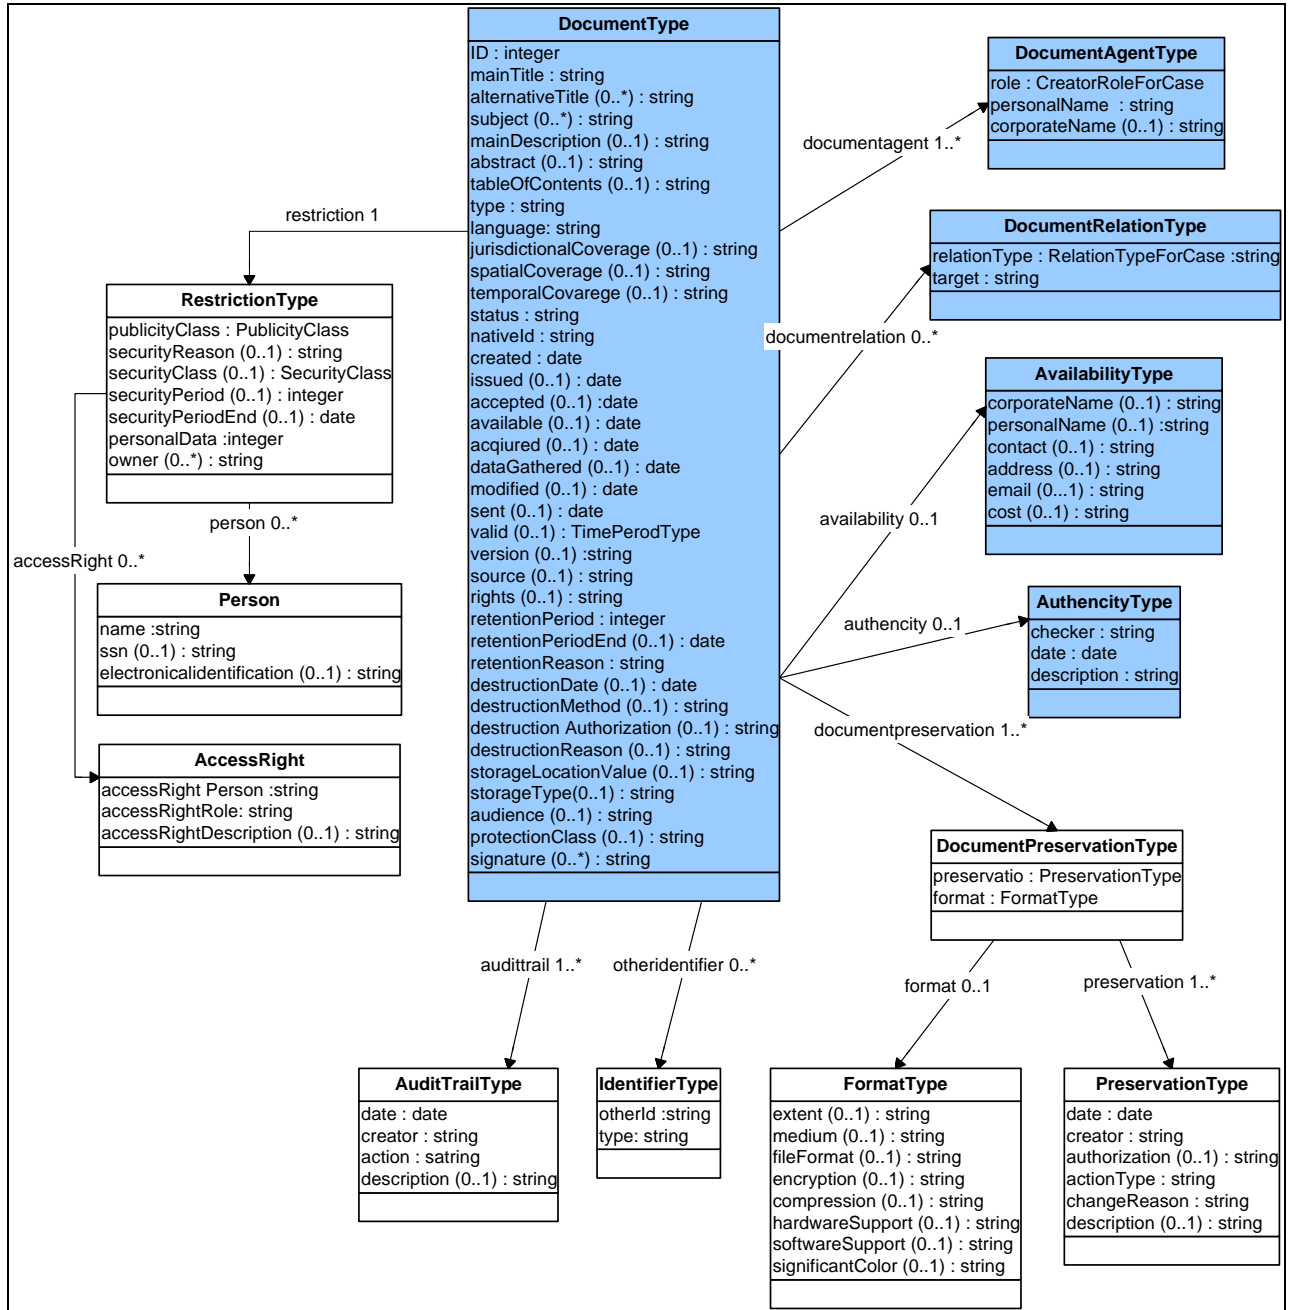 DocumentType
ID : integer
mainTitle : string
alternativeTitle (0..*) : string
subject (0..*) : string
mainDescription (0..1) : string
abstract (0..1) : string
tableOfContents (0..1) : string
type : string
language: string
jurisdictionalCoverage (0..1) : string
spatialCoverage (0..1) : string
temporalCovarege (0..1) : string
status : string
nativeId : string
created : date
issued (0..1) : date
accepted (0..1) :date
available (0..1) : date
acqiured (0..1) : date
dataGathered (0..1) : date
modified (0..1) : date
sent (0..1) : date
valid (0..1) : TimePerodType
version (0..1) :string
source (0..1) : string
rights (0..1) : string
retentionPeriod : integer
retentionPeriodEnd (0..1) : date
retentionReason : string
destructionDate (0..1) : date
destructionMethod (0..1) : string
destruction Authorization (0..1) : string
destructionReason (0..1) : string
storageLocationValue (0..1) : string
storageType(0..1) : string
audience (0..1) : string
protectionClass (0..1) : string
signature (0..*) : string
documentagent 1..*
DocumentAgentType
role : CreatorRoleForCase
personalName : string
corporateName (0..1) : string
documentrelation 0..*
DocumentRelationType
relationType : RelationTypeForCase :string
target : string
availability 0..1
AvailabilityType
corporateName (0..1) : string
personalName (0..1) :string
contact (0..1) : string
address (0..1) : string
email (0...1) : string
cost (0..1) : string
authencity 0..1
AuthencityType
checker : string
date : date
description : string
restriction 1
RestrictionType
publicityClass : PublicityClass
securityReason (0..1) : string
securityClass (0..1) : SecurityClass
securityPeriod (0..1) : integer
securityPeriodEnd (0..1) : date
personalData :integer
owner (0..*) : string
person 0..*
accessRight 0..*
Person
name :string
ssn (0..1) : string
electronicalidentification (0..1) : string
AccessRight
accessRight Person :string
accessRightRole: string
accessRightDescription (0..1) : string
documentpreservation 1..*
DocumentPreservationType
preservatio : PreservationType
format : FormatType
audittrail 1..*
otheridentifier 0..*
format 0..1
preservation 1..*
AuditTrailType
date : date
creator : string
action : satring
description (0..1) : string
IdentifierType
otherId :string
type: string
FormatType
extent (0..1) : string
medium (0..1) : string
fileFormat (0..1) : string
encryption (0..1) : string
compression (0..1) : string
hardwareSupport (0..1) : string
softwareSupport (0..1) : string
significantColor (0..1) : string
PreservationType
date : date
creator : string
authorization (0..1) : string
actionType : string
changeReason : string
description (0..1) : string